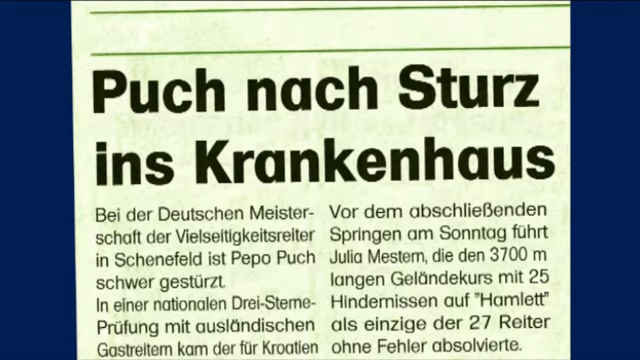 Puch nach Sturz
ins Krankenhaus
Bei der Deutschen Meister-
schaft der Vielseitigkeitsreiter
in Schenefeld ist Pepo Puch
schwer gestürzt.
In einer nationalen Drei-Sterne-
Prüfung mit ausländischen
Gastreitern kam der für Kroatien
Vor dem abschließenden
Springen am Sonntag führt
Julia Mestern, die den 3700 m
langen Geländekurs mit 25
Hindernissen auf "Hamlett"
als einzige der 27 Reiter
ohne Fehler absolvierte.